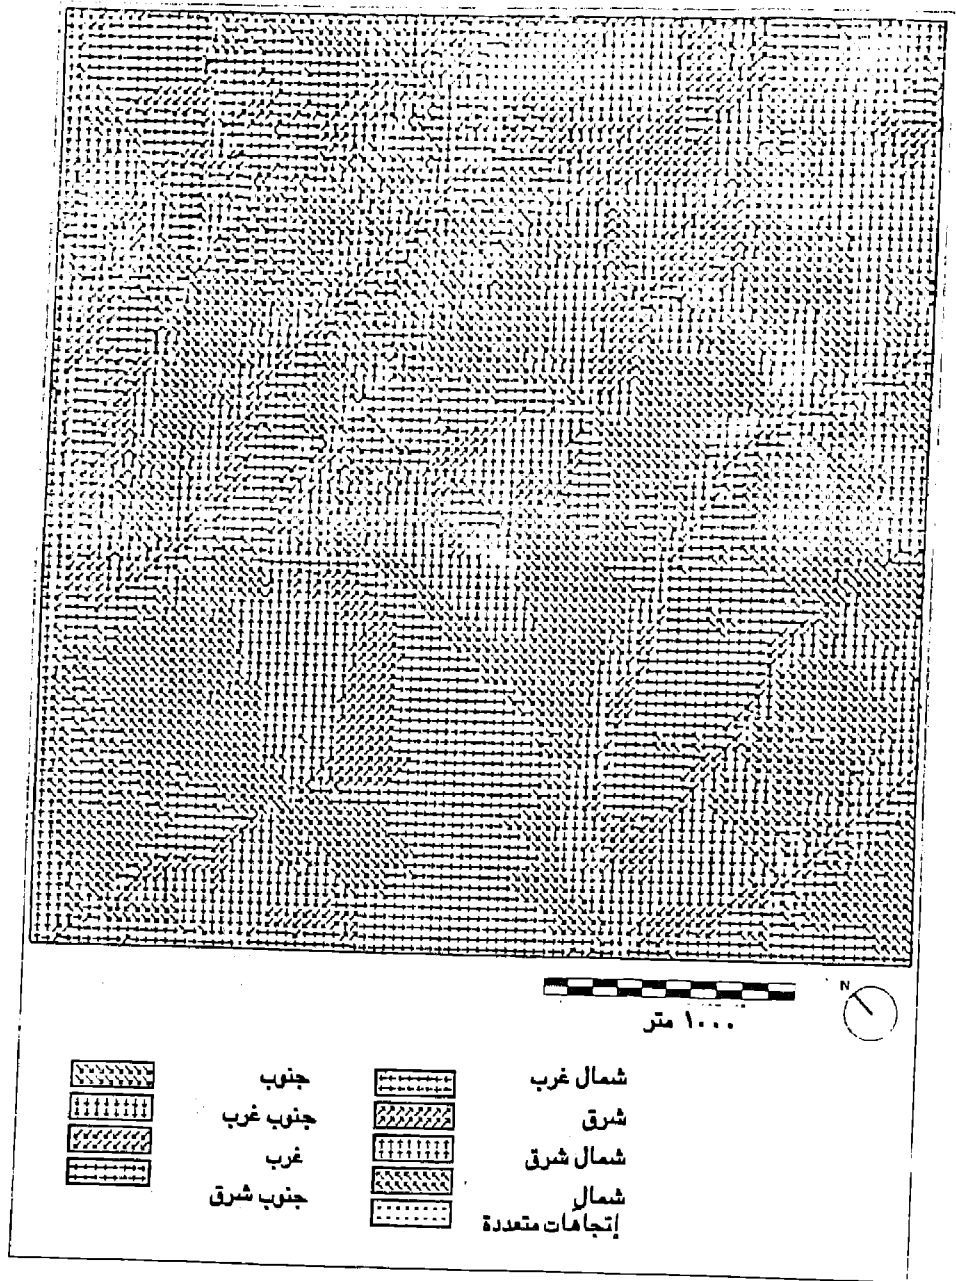 N
١٠٠٠ متر
شمال غرب
شرق
شمال شرق
شمال
إتجاهات متعددة
جنوب
جنوب غرب
غرب
جنوب شرق